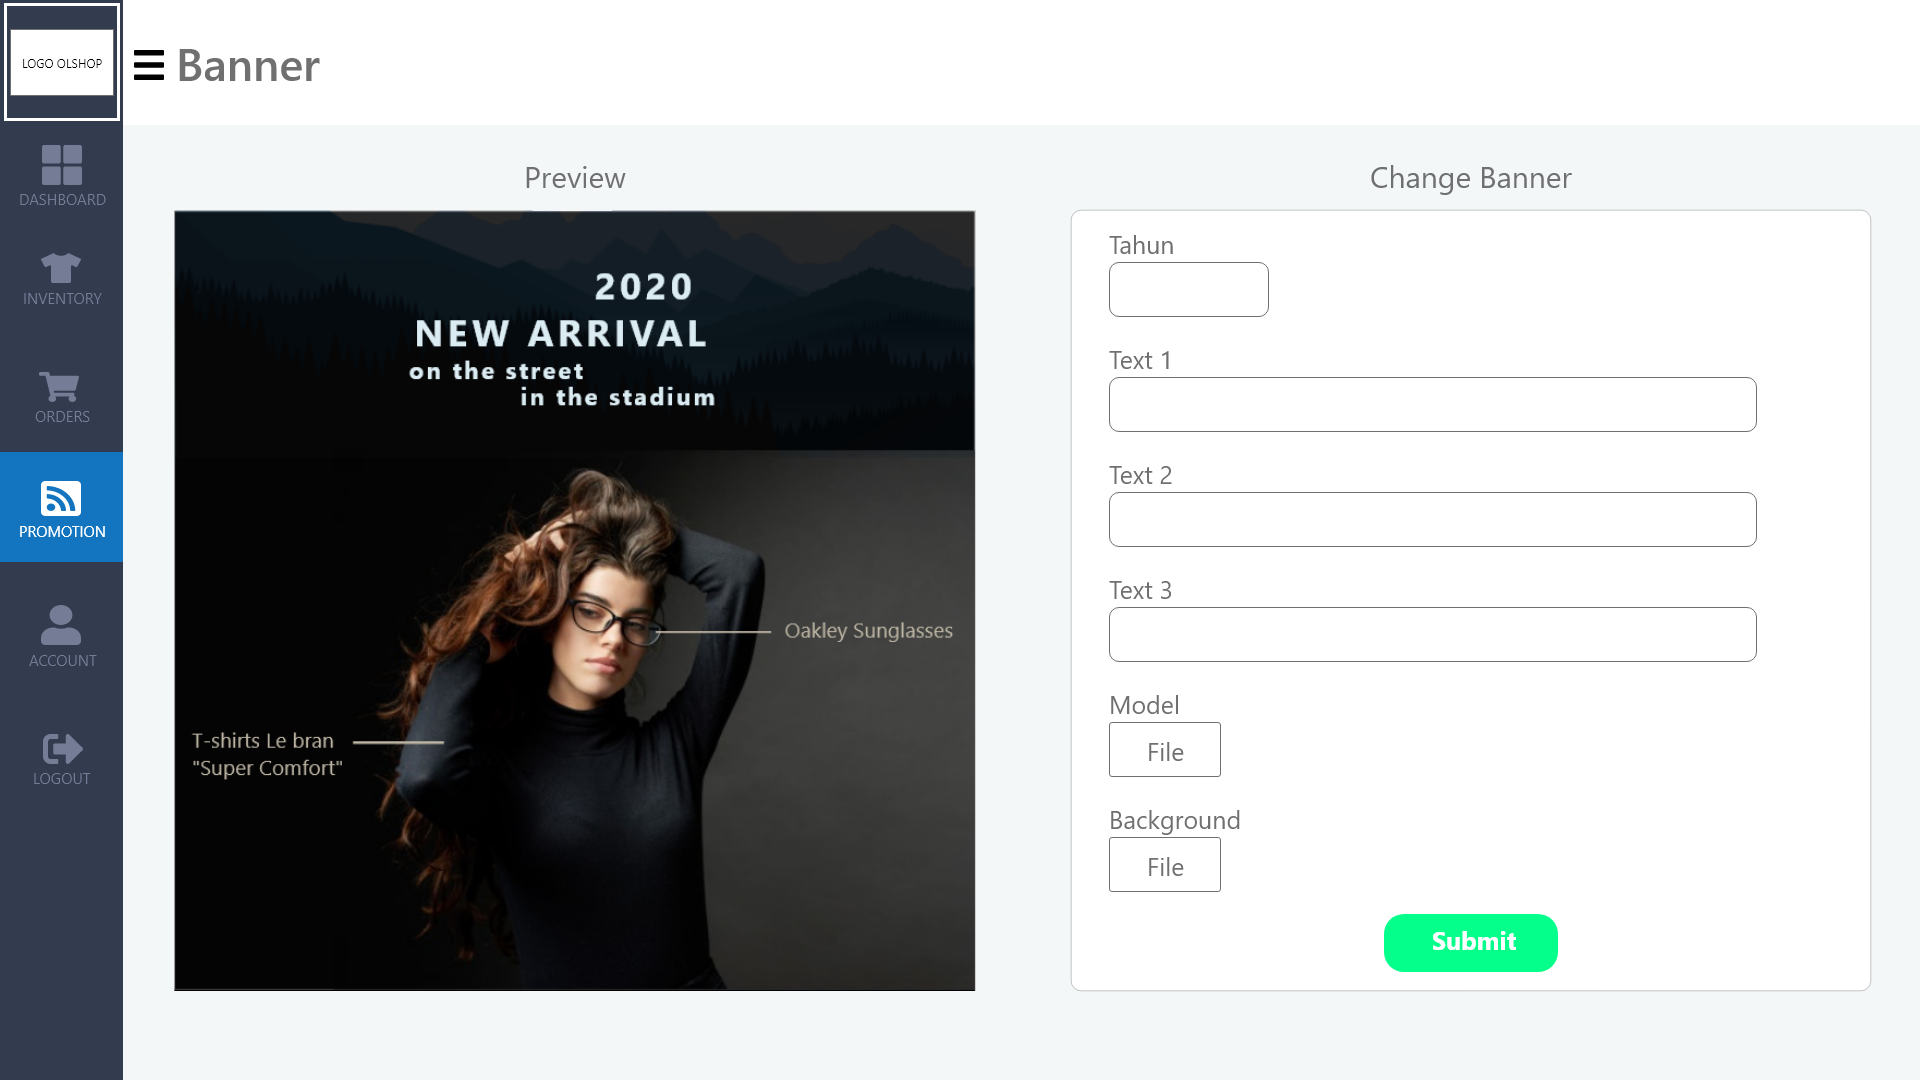 LOGO OLSHOP
Banner
DASHBOARD
INVENTORY
ORDERS
PROMOTION
ACCOUNT
LOGOUT
Preview
2020
NEW ARRIVAL
on the street
in the stadium
Oakley Sunglasses
T-shirts Le bran
"Super Comfort"
Change Banner
Tahun
Text 1
Text 2
Text 3
Model
File
Background
File
Submit